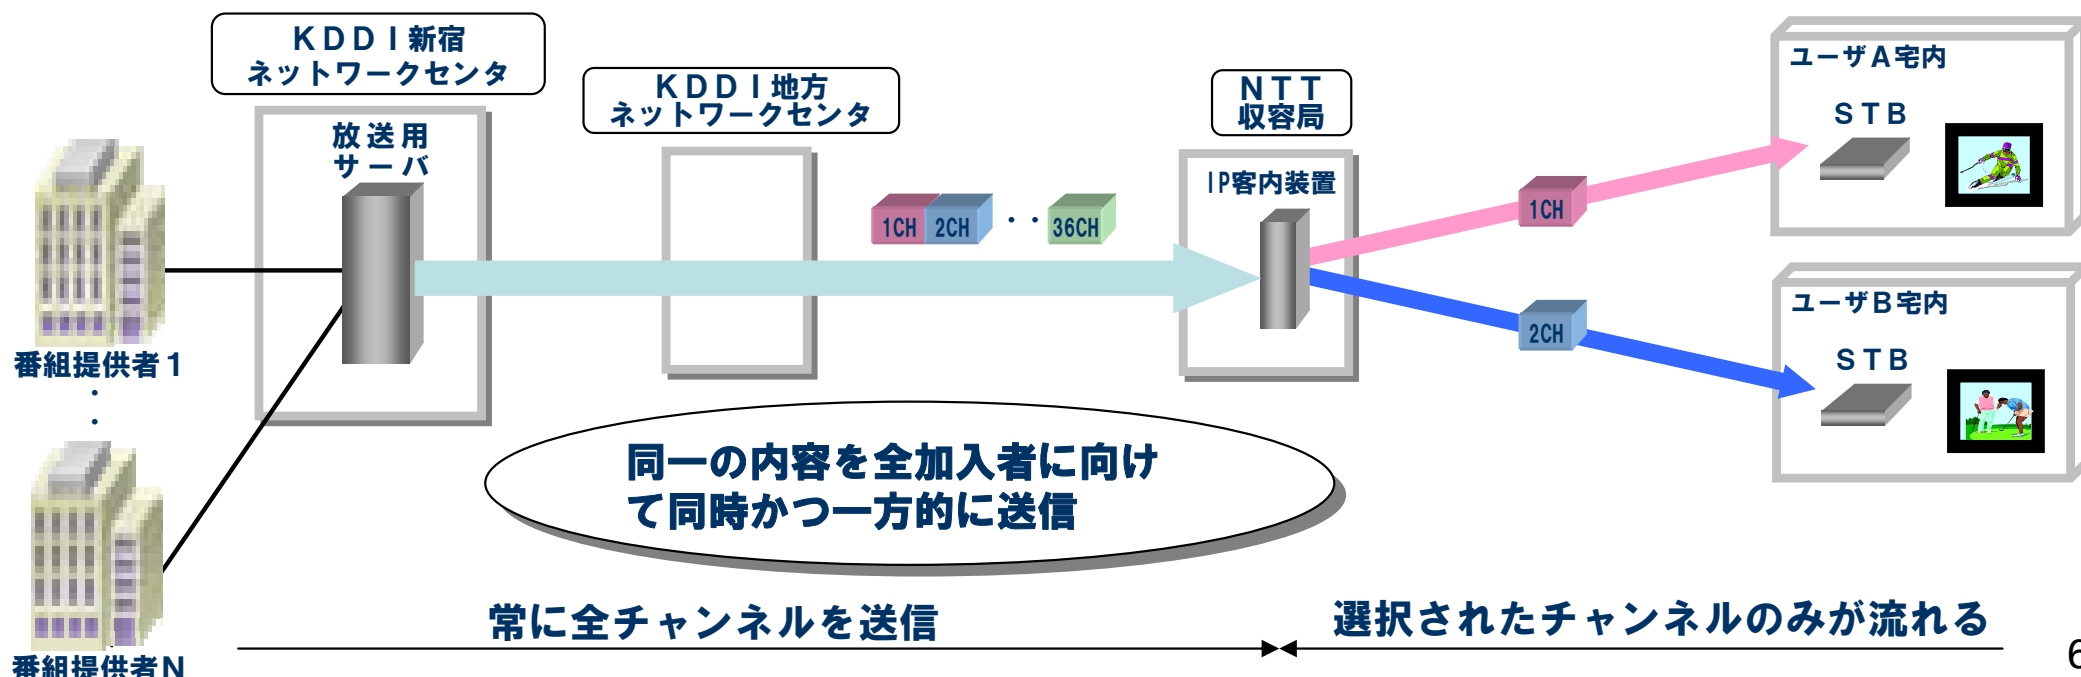 ＫＤＤＩ新宿
ネットワークセンタ
ＫＤＤＩ地方
ネットワークセンタ
ＮＴＴ
収容局
ユーザＡ宅内
ＳＴＢ
放送用
サーバ
IP客内装置
1CH
2CH
・・
36CH
1CH
2CH
ユーザＢ宅内
ＳＴＢ
番組提供者１
・
・
番組提供者Ｎ
同一の内容を全加入者に向け
て同時かつ一方的に送信
常に全チャンネルを送信
選択されたチャンネルのみが流れる
6